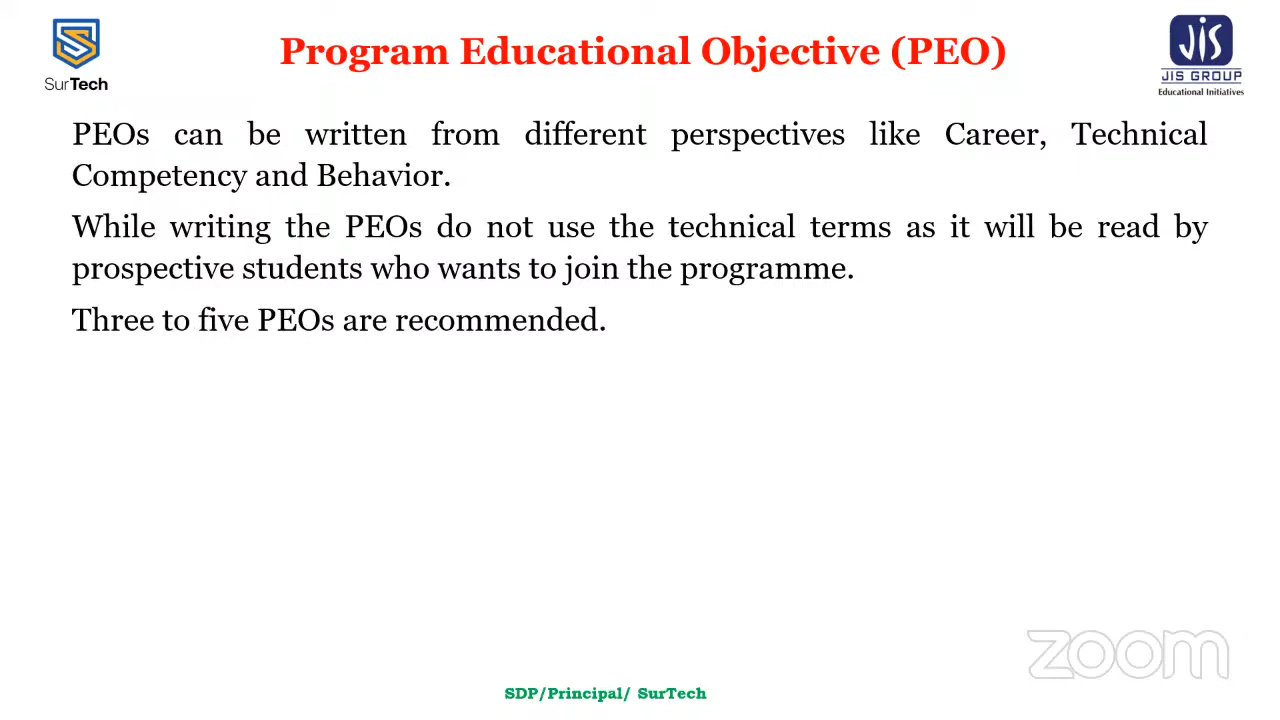 Program Educational Objective (PEO)
SurTech
JIS
JIS GROUP
Educational Initiatives
PEOs can be written from different perspectives like Career, Technical
Competency and Behavior.
While writing the PEOs do not use the technical terms as it will be read by
prospective students who wants to join the programme.
Three to five PEOs are recommended.
zoom
SDP/Principal/ SurTech